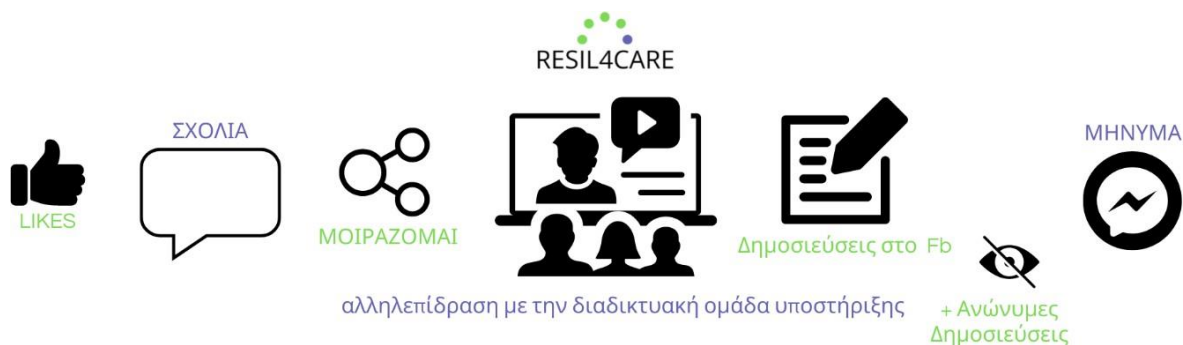 RESIL4CARE
ΣΧΟΛΙΑ
ΜΗΝΥΜΑ
LIKES
ΜΟΙΡΑΖΟΜΑΙ
Δημοσιεύσεις στο Fb
αλληλεπίδραση με την διαδικτυακή ομάδα υποστήριξης
+ Ανώνυμες
Δημοσιεύσεις